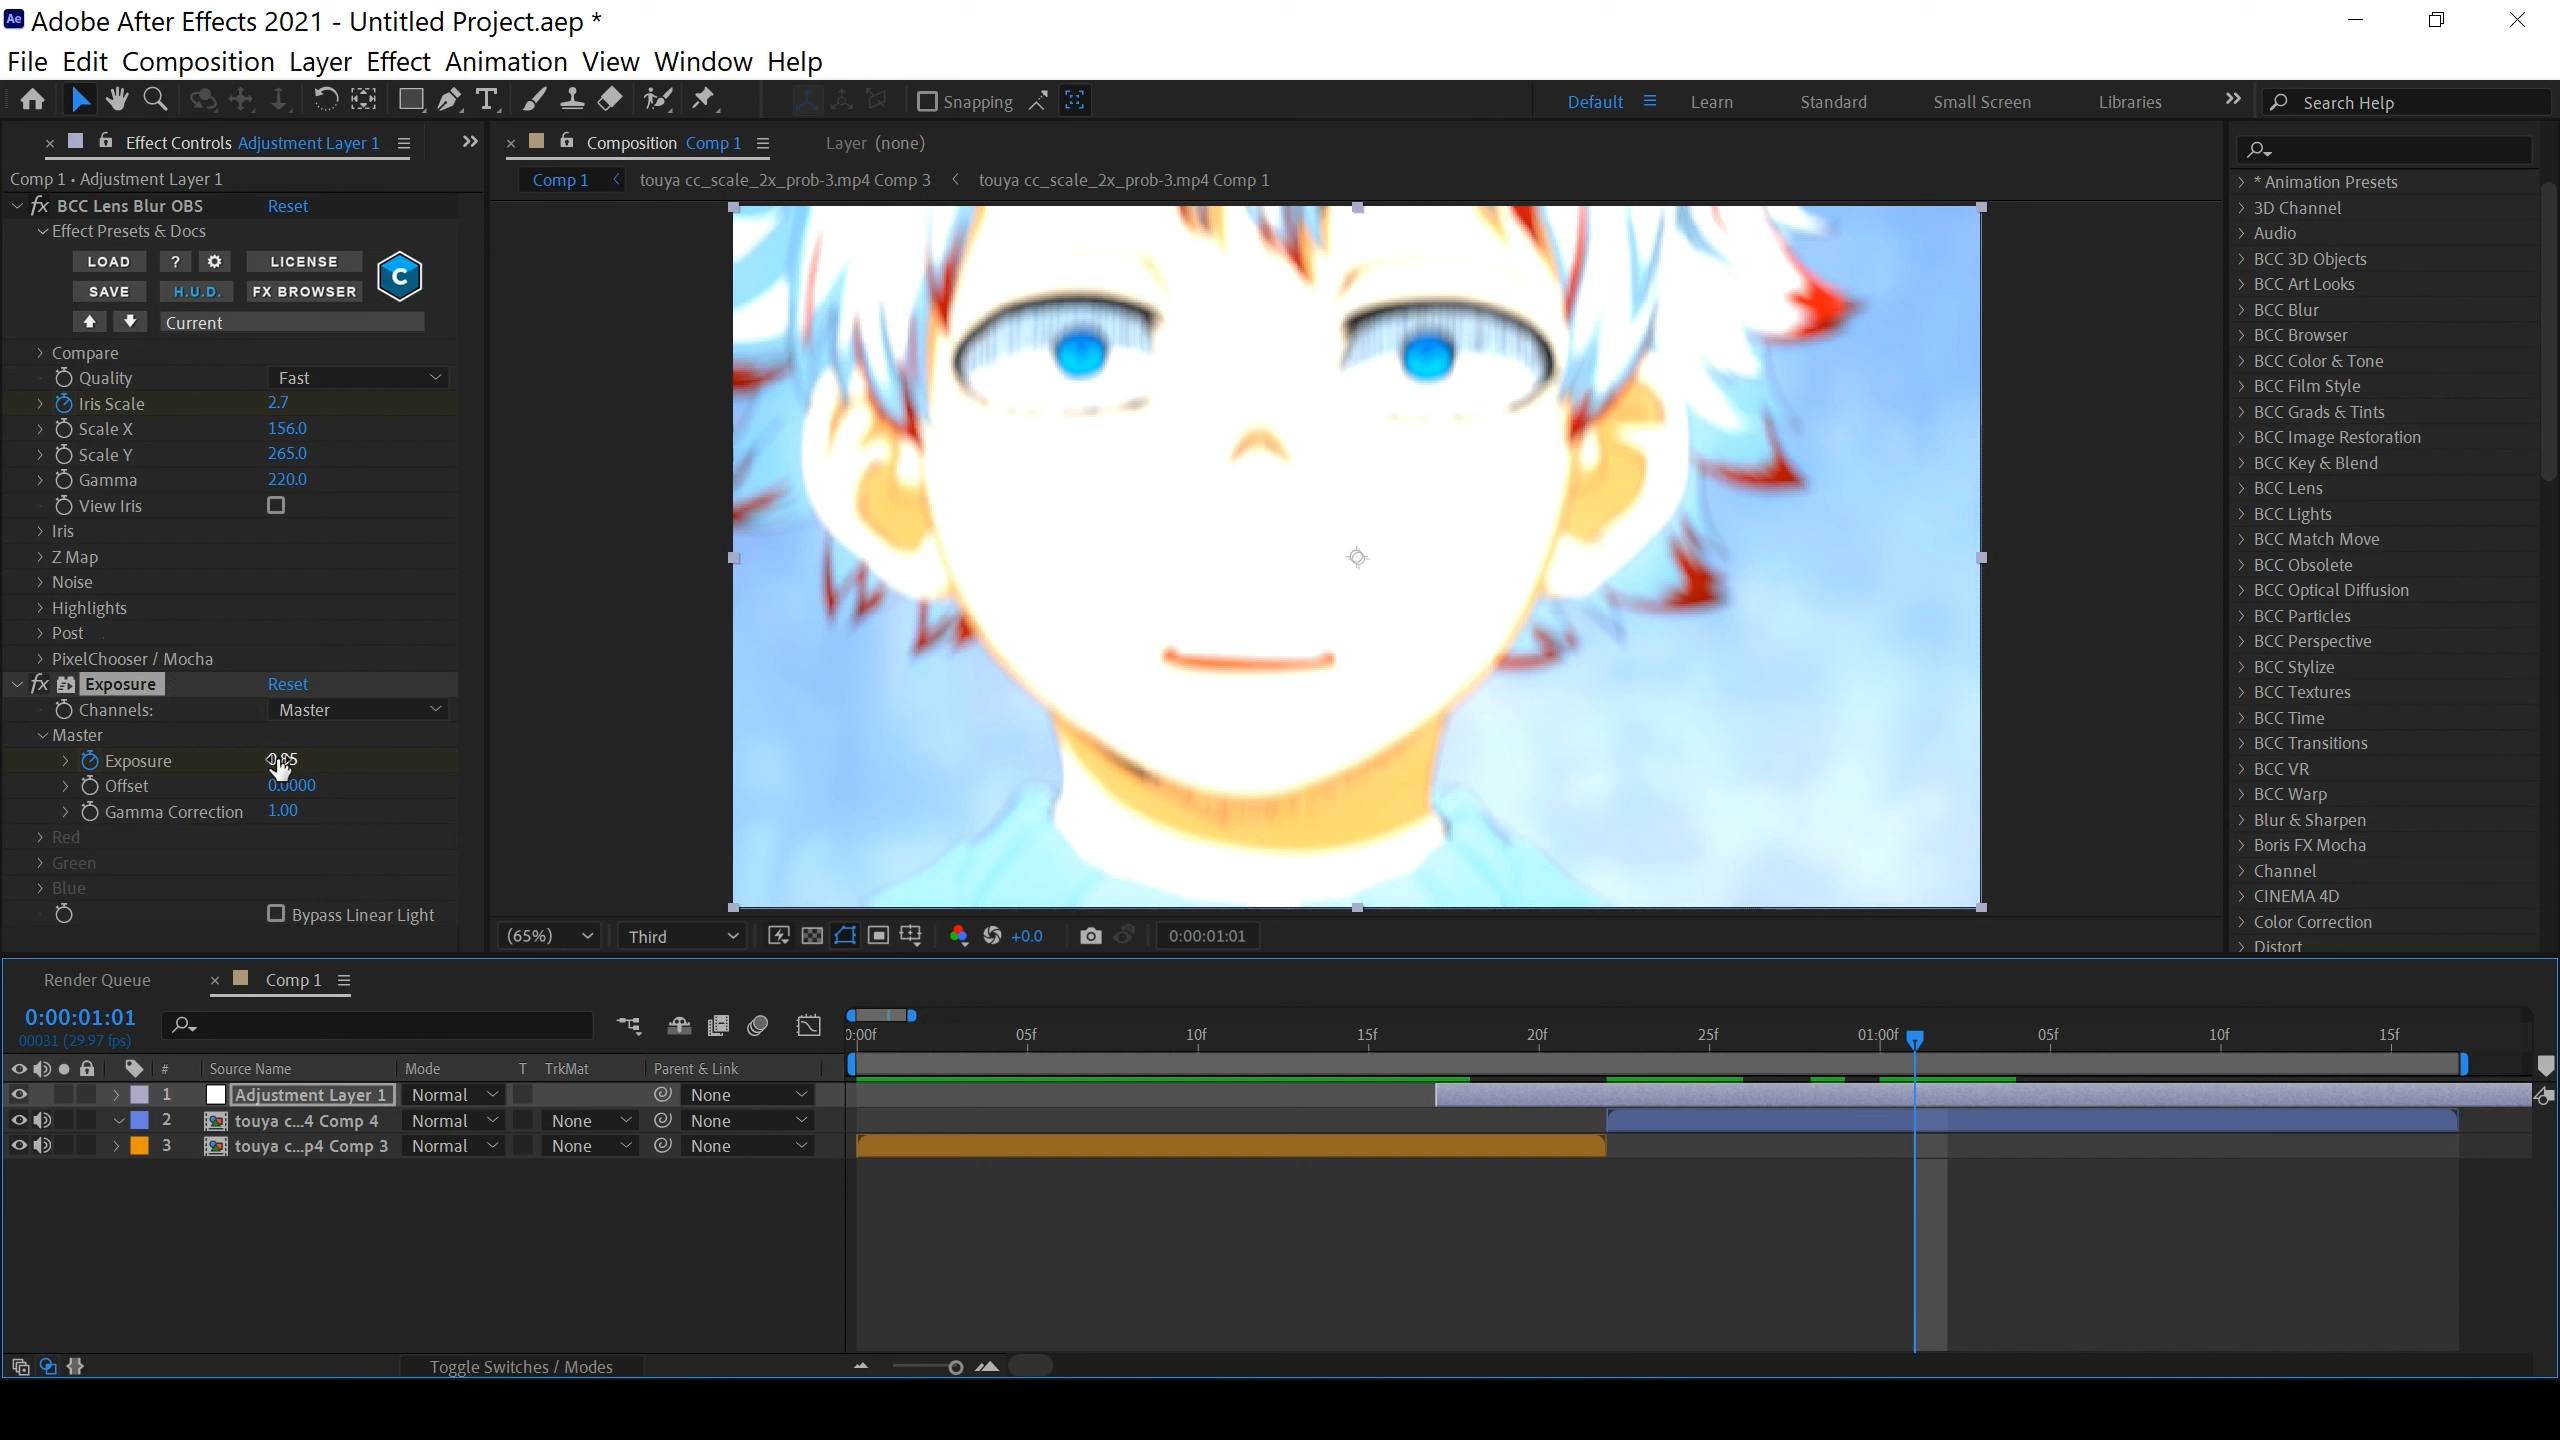 Adobe After Effects 2021 - Untitled Project.aep *
File Edit Composition Layer Effect Animation View Window Help
Snapping
Default Learn Standard Small Screen Libraries Search Help
Effect Controls Adjustment Layer 1
Composition Comp 1 Layer (none)
Comp 1 • Adjustment Layer 1
Comp 1 touya cc_scale_2x_prob-3.mp4 Comp 3 touya cc_scale_2x_prob-3.mp4 Comp 1
fx BCC Lens Blur OBS Reset
Effect Presets & Docs
LOAD ? LICENSE
SAVE H.U.D. FX BROWSER
Current
Compare
Quality Fast
Iris Scale 2.7
Scale X 156.0
Scale Y 265.0
Gamma 220.0
View Iris
Iris
Z Map
Noise
Highlights
Post
PixelChooser / Mocha
fx Exposure Reset
Channels: Master
Master
Exposure
Offset 0.0000
Gamma Correction 1.00
Red
Green
Blue
Bypass Linear Light
(65%) Third +0.0 0:00:01:01
* Animation Presets
3D Channel
Audio
BCC 3D Objects
BCC Art Looks
BCC Blur
BCC Browser
BCC Color & Tone
BCC Film Style
BCC Grads & Tints
BCC Image Restoration
BCC Key & Blend
BCC Lens
BCC Lights
BCC Match Move
BCC Obsolete
BCC Optical Diffusion
BCC Particles
BCC Perspective
BCC Stylize
BCC Textures
BCC Time
BCC Transitions
BCC VR
BCC Warp
Blur & Sharpen
Boris FX Mocha
Channel
CINEMA 4D
Color Correction
Distort
Render Queue Comp 1
0:00:01:01
00031 (29.97 fps)
0:00f 05f 10f 15f 20f 25f 01:00f 05f 10f 15f
# Source Name Mode T TrkMat Parent & Link
1 Adjustment Layer 1 Normal None
2 touya c...4 Comp 4 Normal None None
3 touya c...p4 Comp 3 Normal None None
Toggle Switches / Modes